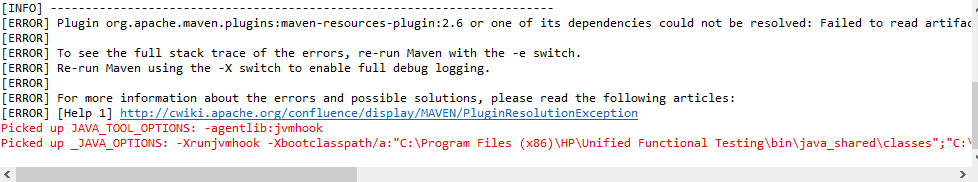 [INFO] ------------------------------------------------------------------------
[ERROR] Plugin org.apache.maven.plugins:maven-resources-plugin:2.6 or one of its dependencies could not be resolved: Failed to read artifac
[ERROR]
[ERROR] To see the full stack trace of the errors, re-run Maven with the -e switch.
[ERROR] Re-run Maven using the -X switch to enable full debug logging.
[ERROR]
[ERROR] For more information about the errors and possible solutions, please read the following articles:
[ERROR] [Help 1] http://cwiki.apache.org/confluence/display/MAVEN/PluginResolutionException
Picked up JAVA_TOOL_OPTIONS: -agentlib:jvmhook
Picked up _JAVA_OPTIONS: -Xrunjvmhook -Xbootclasspath/a:"C:\Program Files (x86)\HP\Unified Functional Testing\bin\java_shared\classes";"C:\